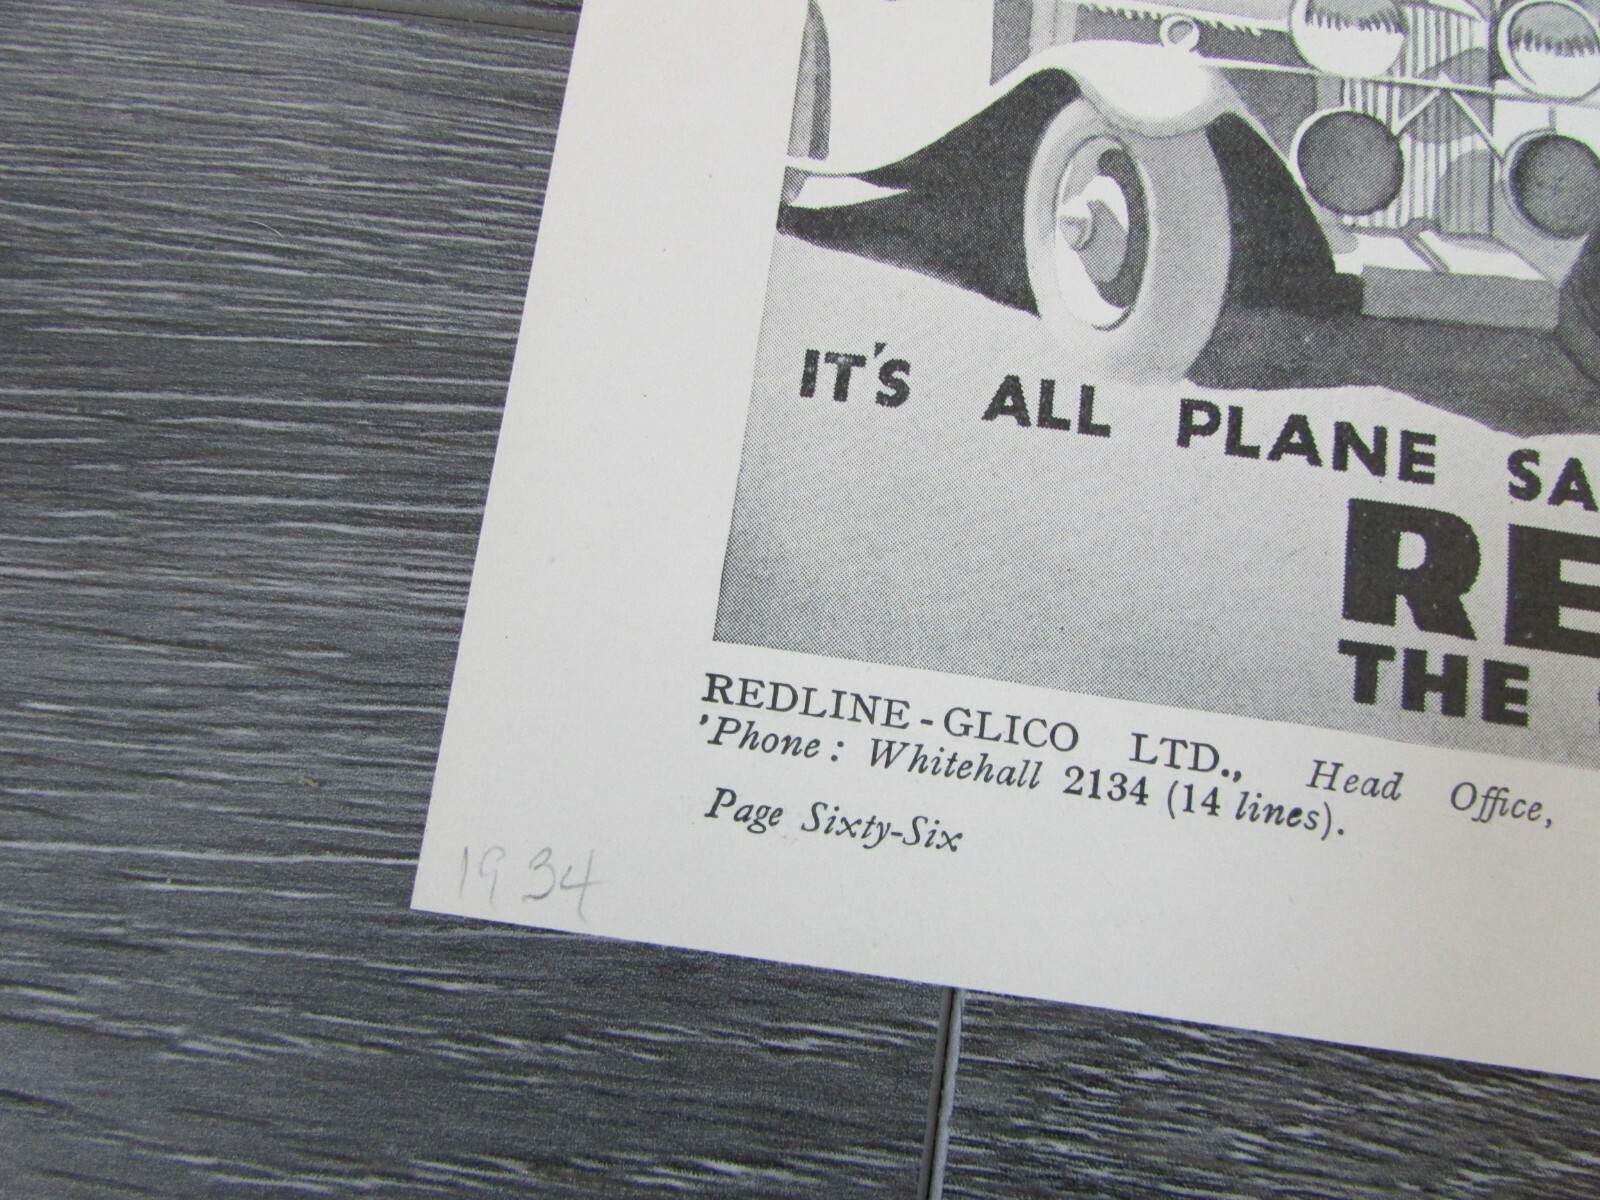 IT'S ALL PLANE SA
RE
THE
REDLINE-GLICO LTD., Head Office,
'Phone: Whitehall 2134 (14 lines).
Page Sixty-Six
1934